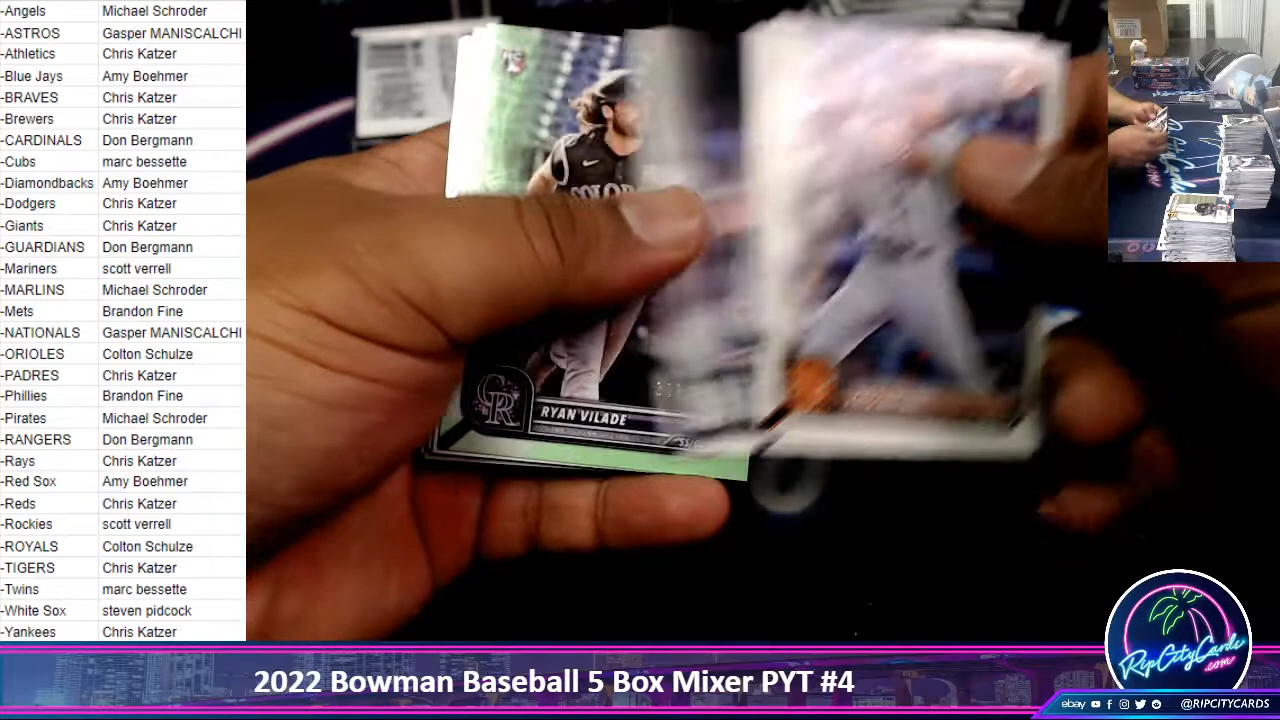 -Angels Michael Schroder
-ASTROS Gasper MANISCALCHI
-Athletics Chris Katzer
-Blue Jays Amy Boehmer
-BRAVES Chris Katzer
-Brewers Chris Katzer
-CARDINALS Don Bergmann
-Cubs marc bessette
-Diamondbacks Amy Boehmer
-Dodgers Chris Katzer
-Giants Chris Katzer
-GUARDIANS Don Bergmann
-Mariners scott verrell
-MARLINS Michael Schroder
-Mets Brandon Fine
-NATIONALS Gasper MANISCALCHI
-ORIOLES Colton Schulze
-PADRES Chris Katzer
-Phillies Brandon Fine
-Pirates Michael Schroder
-RANGERS Don Bergmann
-Rays Chris Katzer
-Red Sox Amy Boehmer
-Reds Chris Katzer
-Rockies scott verrell
-ROYALS Colton Schulze
-TIGERS Chris Katzer
-Twins marc bessette
-White Sox steven pidcock
-Yankees Chris Katzer
CR
RYAN VILADE
RipCityCards
.com
2022 Bowman Baseball 5 Box Mixer PYT #4
ebay @RIPCITYCARDS